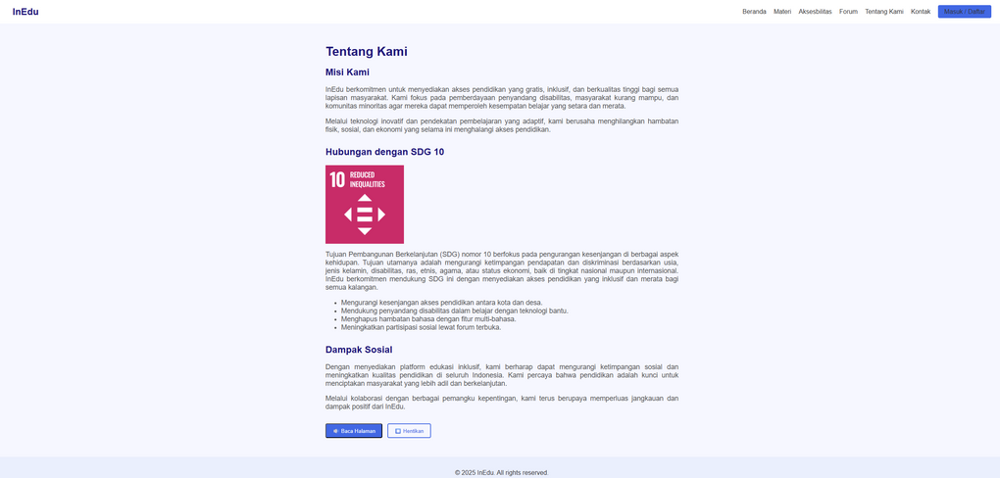 InEdu
Beranda Materi Aksesbilitas Forum Tentang Kami Kontak Masuk / Daftar
Tentang Kami
Misi Kami
InEdu berkomitmen untuk menyediakan akses pendidikan yang gratis, inklusif, dan berkualitas tinggi bagi semua
lapisan masyarakat. Kami fokus pada pemberdayaan penyandang disabilitas, masyarakat kurang mampu, dan
komunitas minoritas agar mereka dapat memperoleh kesempatan belajar yang setara dan merata.
Melalui teknologi inovatif dan pendekatan pembelajaran yang adaptif, kami berusaha menghilangkan hambatan
fisik, sosial, dan ekonomi yang selama ini menghalangi akses pendidikan.
Hubungan dengan SDG 10
10 REDUCED
INEQUALITIES
Tujuan Pembangunan Berkelanjutan (SDG) nomor 10 berfokus pada pengurangan kesenjangan di berbagai aspek
kehidupan. Tujuan utamanya adalah mengurangi ketimpangan pendapatan dan diskriminasi berdasarkan usia,
jenis kelamin, disabilitas, ras, etnis, agama, atau status ekonomi, baik di tingkat nasional maupun internasional.
InEdu berkomitmen mendukung SDG ini dengan menyediakan akses pendidikan yang inklusif dan merata bagi
semua kalangan.
• Mengurangi kesenjangan akses pendidikan antara kota dan desa.
• Mendukung penyandang disabilitas dalam belajar dengan teknologi bantu.
• Menghapus hambatan bahasa dengan fitur multi-bahasa.
• Meningkatkan partisipasi sosial lewat forum terbuka.
Dampak Sosial
Dengan menyediakan platform edukasi inklusif, kami berharap dapat mengurangi ketimpangan sosial dan
meningkatkan kualitas pendidikan di seluruh Indonesia. Kami percaya bahwa pendidikan adalah kunci untuk
menciptakan masyarakat yang lebih adil dan berkelanjutan.
Melalui kolaborasi dengan berbagai pemangku kepentingan, kami terus berupaya memperluas jangkauan dan
dampak positif dari InEdu.
Baca Halaman Hentikan
© 2025 InEdu. All rights reserved.